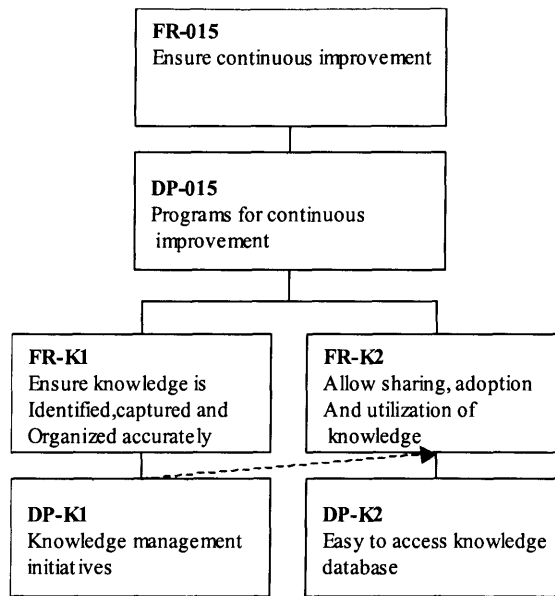 FR-015
Ensure continuous improvement
DP-015
Programs for continuous
improvement
FR-K1
Ensure knowledge is
Identified,captured and
Organized accurately
FR-K2
Allow sharing, adoption
And utilization of
knowledge
DP-K1
Knowledge management
initiatives
DP-K2
Easy to access knowledge
database